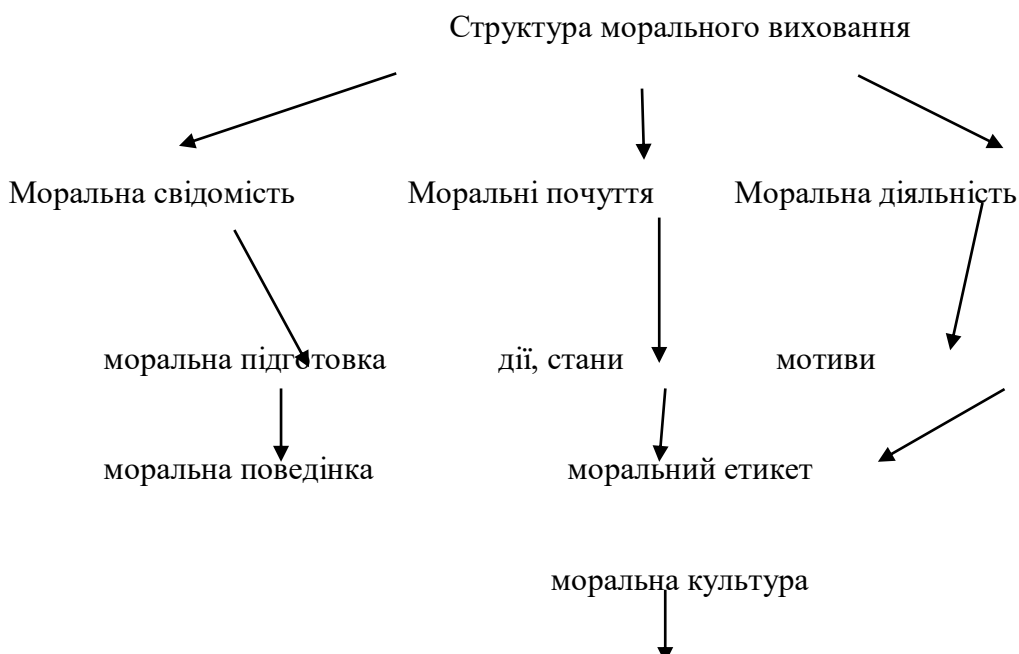 Структура морального виховання
Моральна свідомість Моральні почуття Моральна діяльність
моральна підготовка дії, стани мотиви
моральна поведінка моральний етикет
моральна культура